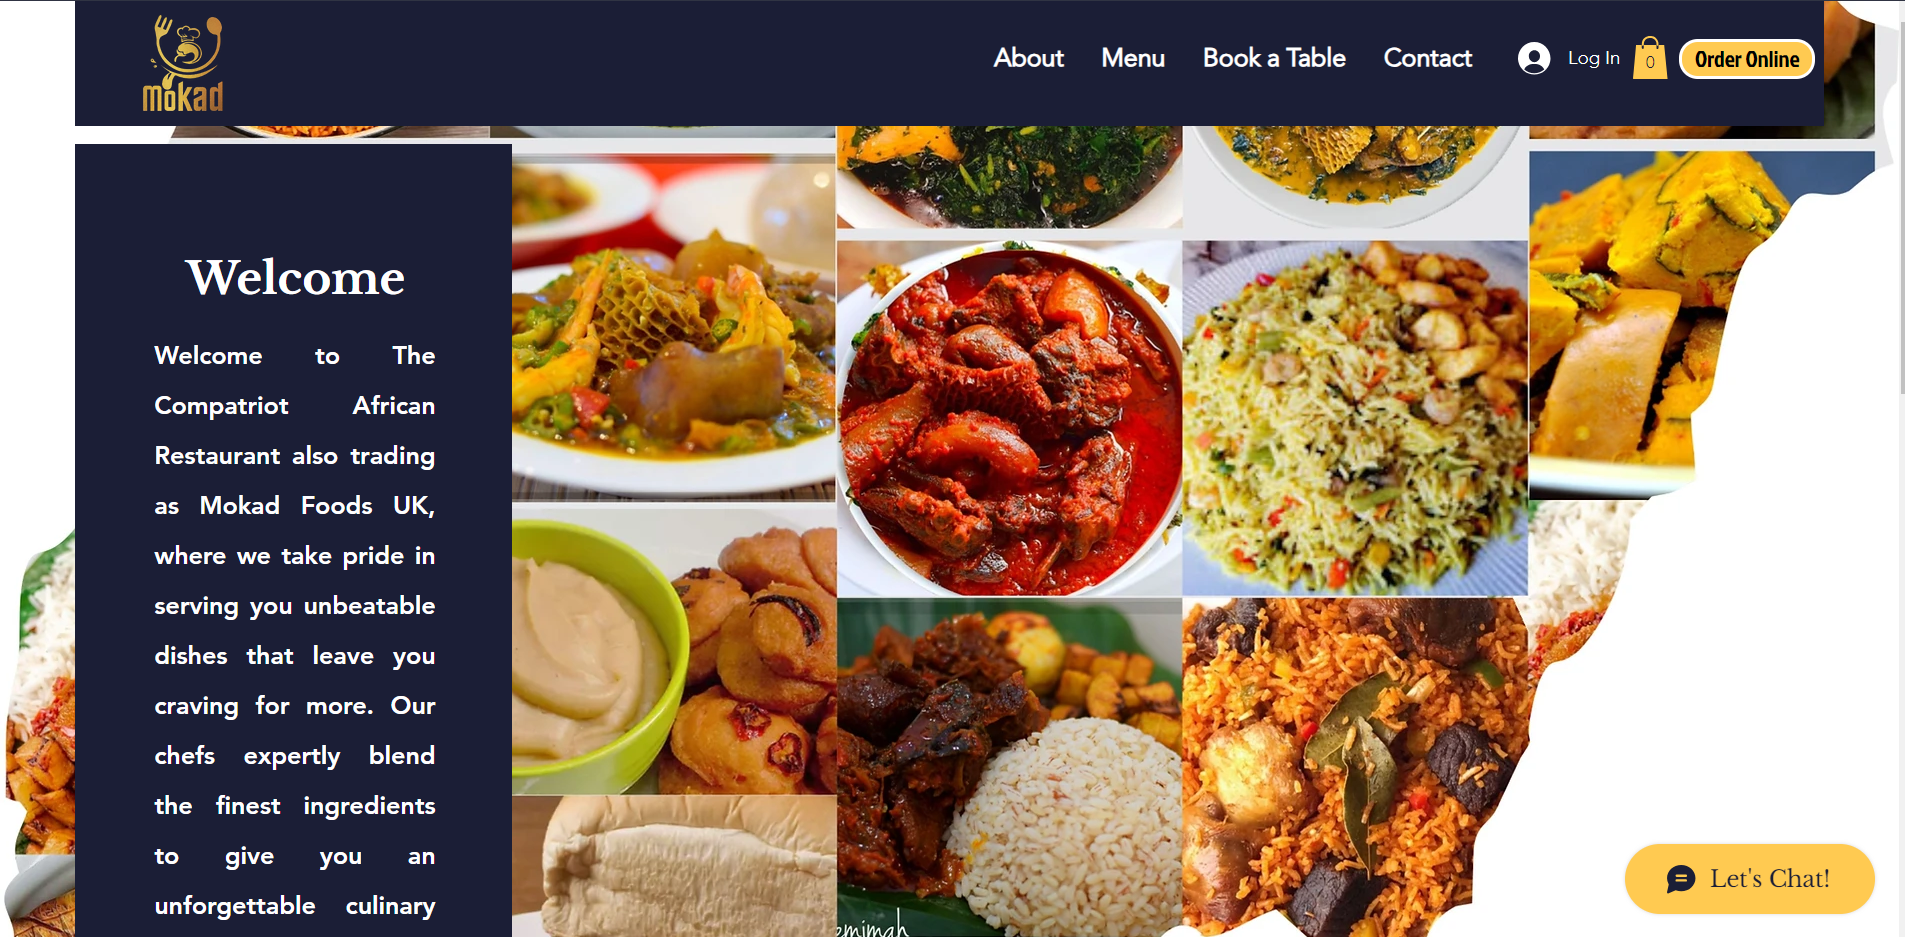 mokad
About Menu Book a Table Contact Log In 0 Order Online
Welcome
Welcome to The
Compatriot African
Restaurant also trading
as Mokad Foods UK,
where we take pride in
serving you unbeatable
dishes that leave you
craving for more. Our
chefs expertly blend
the finest ingredients
to give you an
unforgettable culinary
Let's Chat!